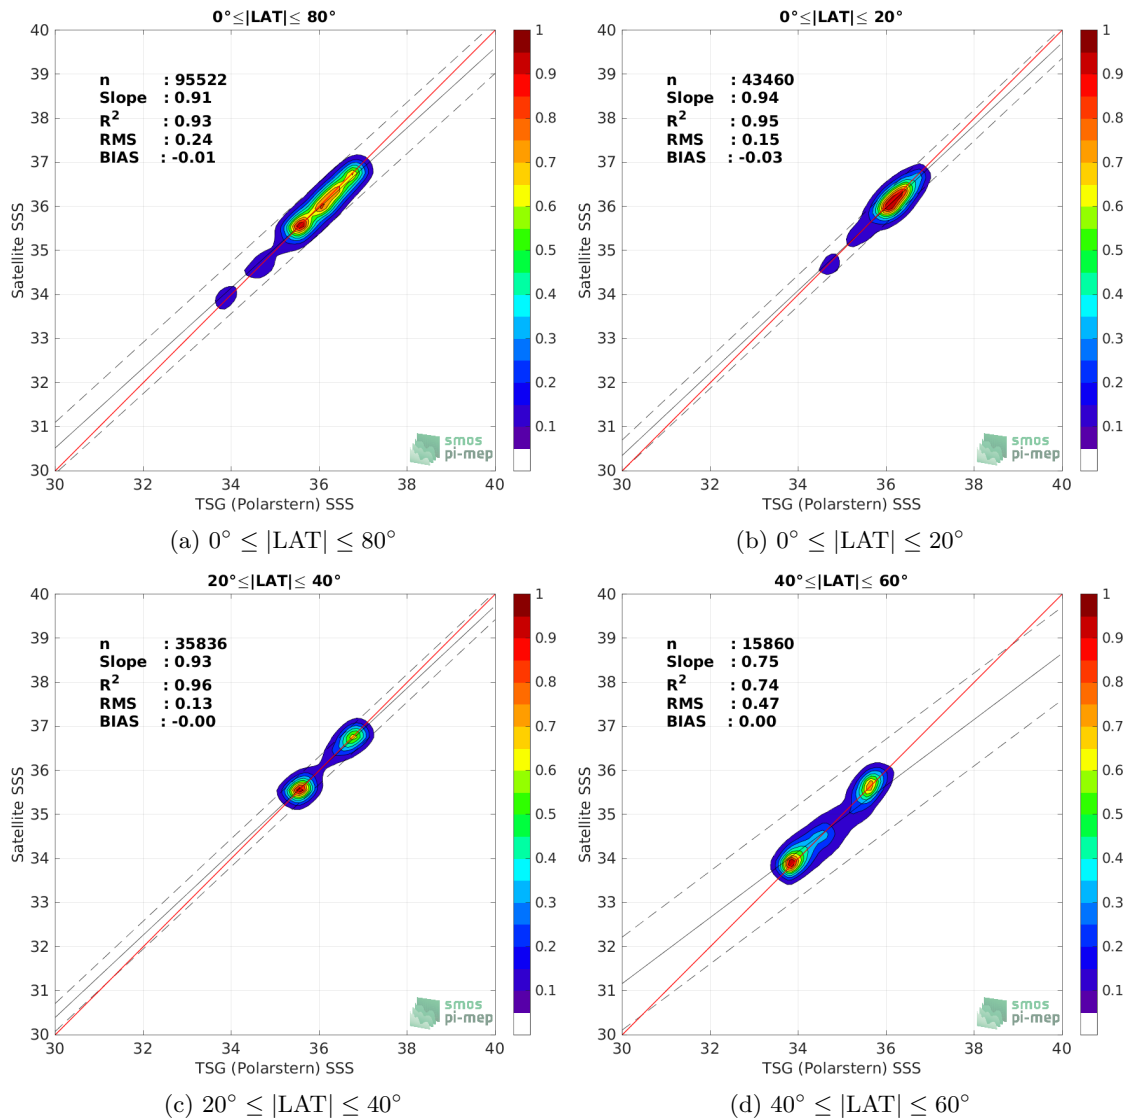 0°≤|LAT|≤ 80°
n : 95522
Slope : 0.91
R² : 0.93
RMS : 0.24
BIAS : -0.01
40
39
38
37
36
35
34
33
32
31
30
30 32 34 36 38 40
Satellite SSS
TSG (Polarstern) SSS
smos
pi-mep
1
0.9
0.8
0.7
0.6
0.5
0.4
0.3
0.2
0.1
(a) 0° ≤ |LAT| ≤ 80°
0°≤|LAT|≤ 20°
n : 43460
Slope : 0.94
R² : 0.95
RMS : 0.15
BIAS : -0.03
40
39
38
37
36
35
34
33
32
31
30
30 32 34 36 38 40
Satellite SSS
TSG (Polarstern) SSS
smos
pi-mep
1
0.9
0.8
0.7
0.6
0.5
0.4
0.3
0.2
0.1
(b) 0° ≤ |LAT| ≤ 20°
20°≤|LAT|≤ 40°
n : 35836
Slope : 0.93
R² : 0.96
RMS : 0.13
BIAS : -0.00
40
39
38
37
36
35
34
33
32
31
30
30 32 34 36 38 40
Satellite SSS
TSG (Polarstern) SSS
smos
pi-mep
1
0.9
0.8
0.7
0.6
0.5
0.4
0.3
0.2
0.1
(c) 20° ≤ |LAT| ≤ 40°
40°≤|LAT|≤ 60°
n : 15860
Slope : 0.75
R² : 0.74
RMS : 0.47
BIAS : 0.00
40
39
38
37
36
35
34
33
32
31
30
30 32 34 36 38 40
Satellite SSS
TSG (Polarstern) SSS
smos
pi-mep
1
0.9
0.8
0.7
0.6
0.5
0.4
0.3
0.2
0.1
(d) 40° ≤ |LAT| ≤ 60°